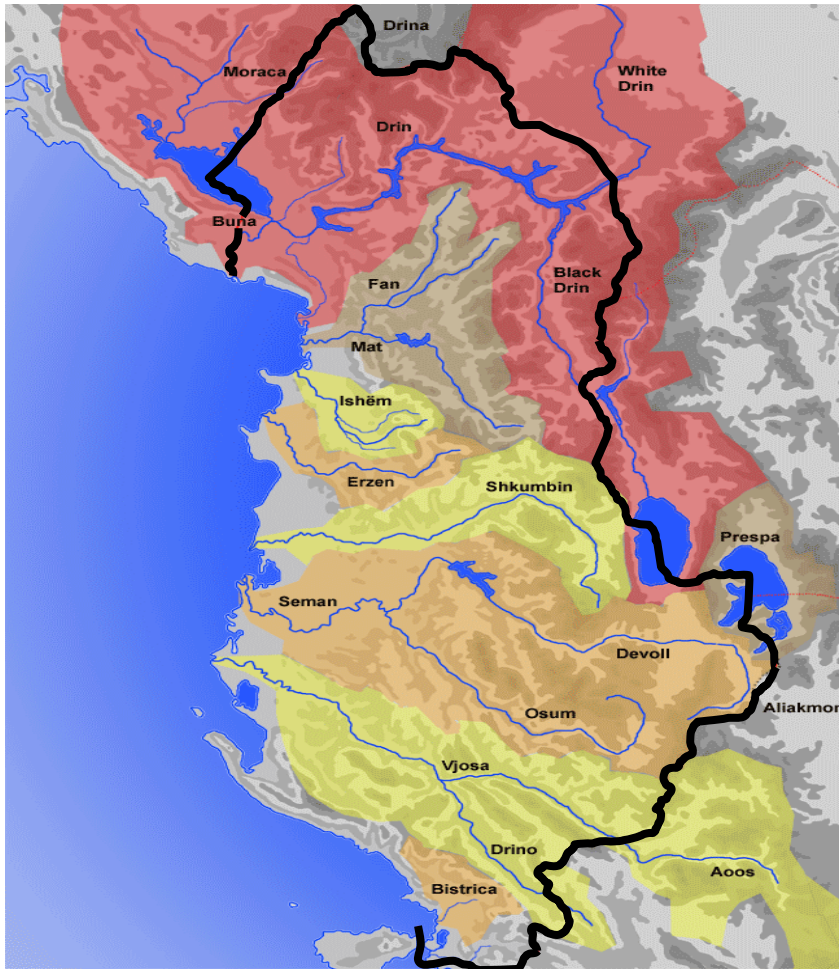 Drina
Moraca
White
Drin
Drin
Buna
Black
Drin
Fan
Mat
Ishëm
Erzen
Shkumbin
Prespa
Seman
Devoll
Osum
Aliakmon
Vjosa
Drino
Aoos
Bistrica